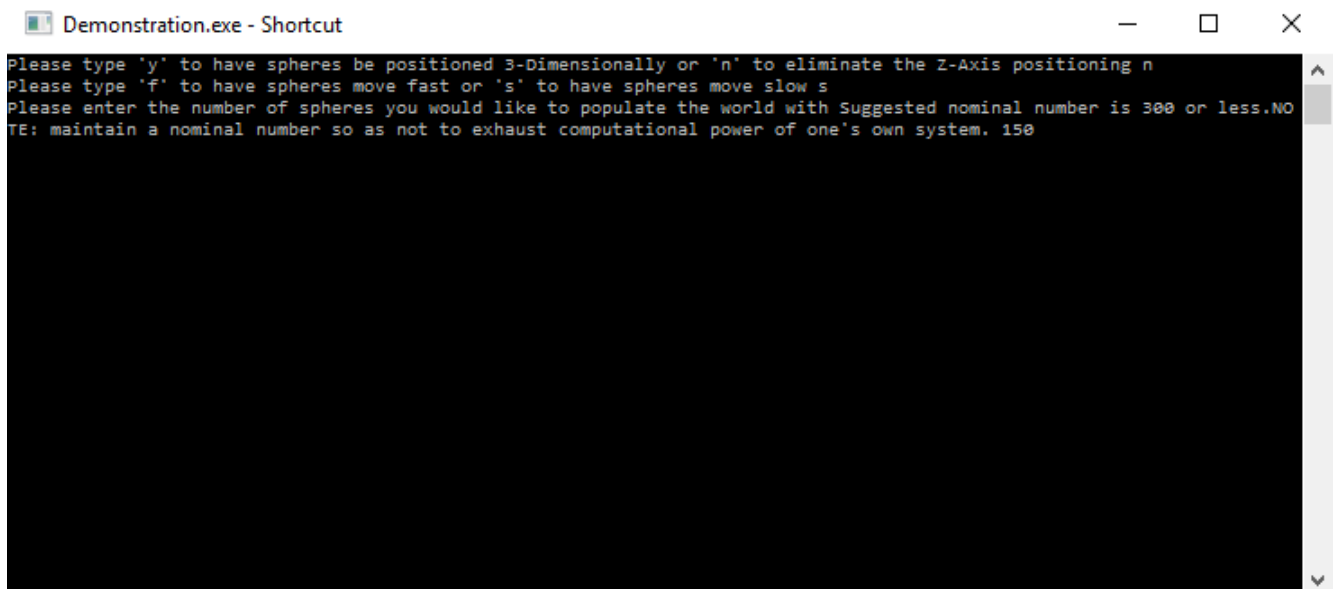 Demonstration.exe - Shortcut
Please type 'y' to have spheres be positioned 3-Dimensionally or 'n' to eliminate the Z-Axis positioning n
Please type 'f' to have spheres move fast or 's' to have spheres move slow s
Please enter the number of spheres you would like to populate the world with Suggested nominal number is 300 or less.NO
TE: maintain a nominal number so as not to exhaust computational power of one's own system. 150